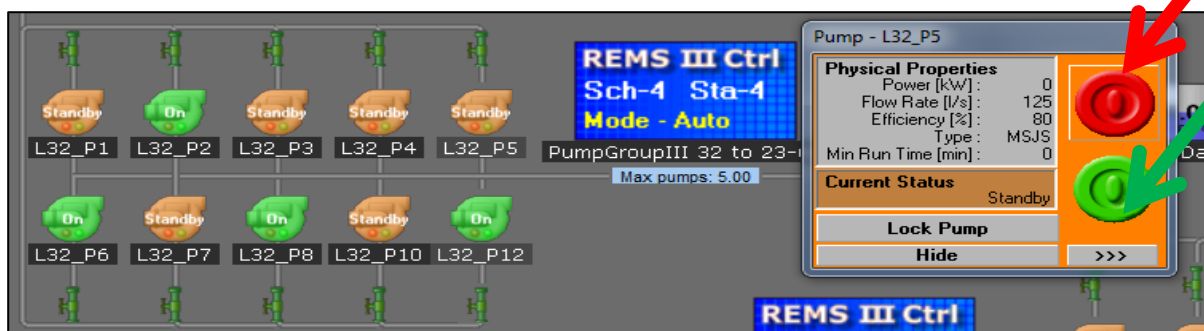 Standby
On
Standby
Standby
Standby
L32_P1
L32_P2
L32_P3
L32_P4
L32_P5
REMS III Ctrl
Sch-4 Sta-4
Mode - Auto
PumpGroupIII 32 to 23-
Max pumps: 5.00
On
Standby
On
Standby
On
L32_P6
L32_P7
L32_P8
L32_P10
L32_P12
Pump - L32_P5
Physical Properties
Power [kW] : 0
Flow Rate [l/s] : 125
Efficiency [%] : 80
Type : MSJS
Min Run Time [min] : 0
Current Status
Standby
Lock Pump
Hide
>>>
REMS III Ctrl